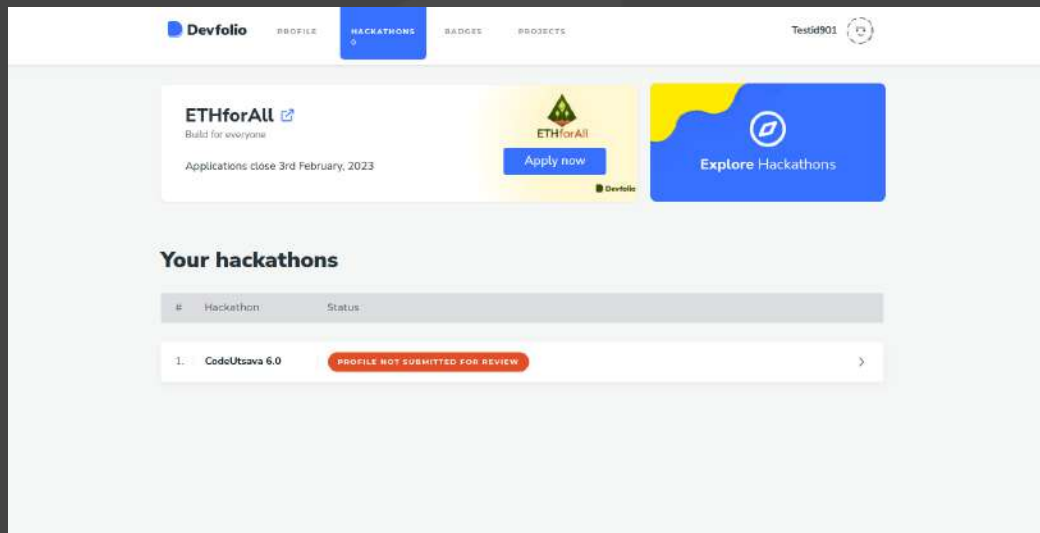 Devfolio
PROFILE
HACKATHONS
0
BADGES
PROJECTS
Testid901
ETHforAll
Build for everyone
Applications close 3rd February, 2023
ETHforAll
Apply now
Devfolio
Explore Hackathons
Your hackathons
# Hackathon Status
1. CodeUtsava 6.0 PROFILE NOT SUBMITTED FOR REVIEW